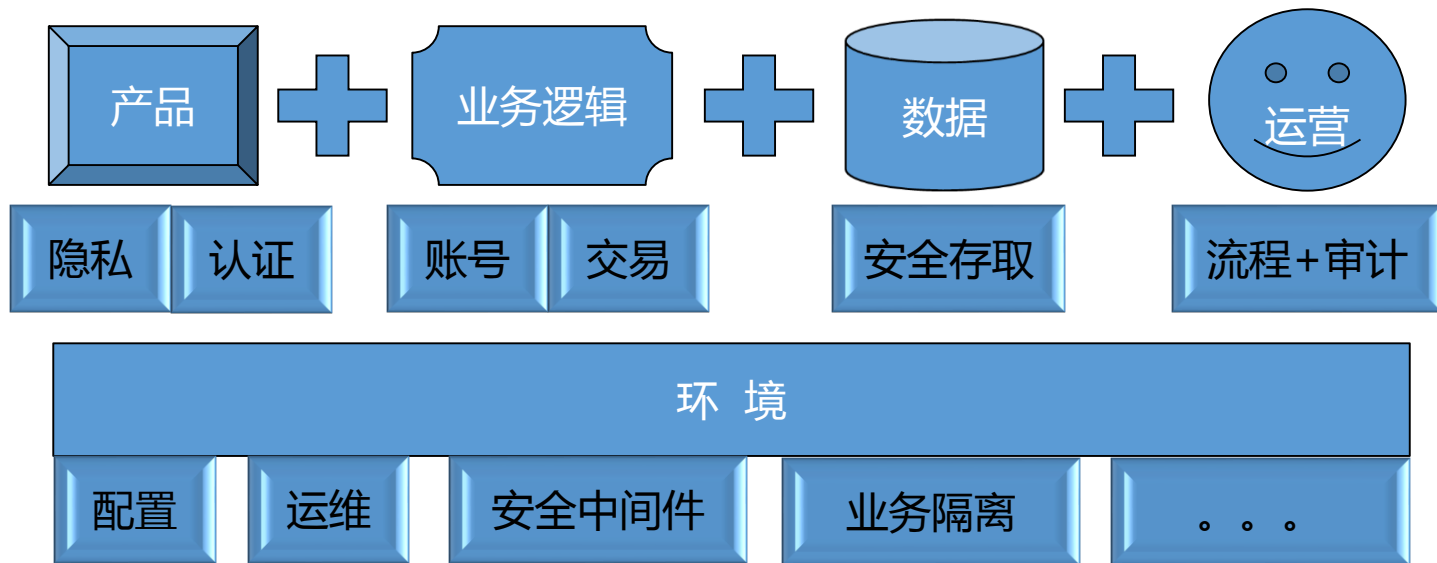 产品 业务逻辑 数据 运营
隐私 认证 账号 交易 安全存取 流程+审计
环 境
配置 运维 安全中间件 业务隔离 。。。